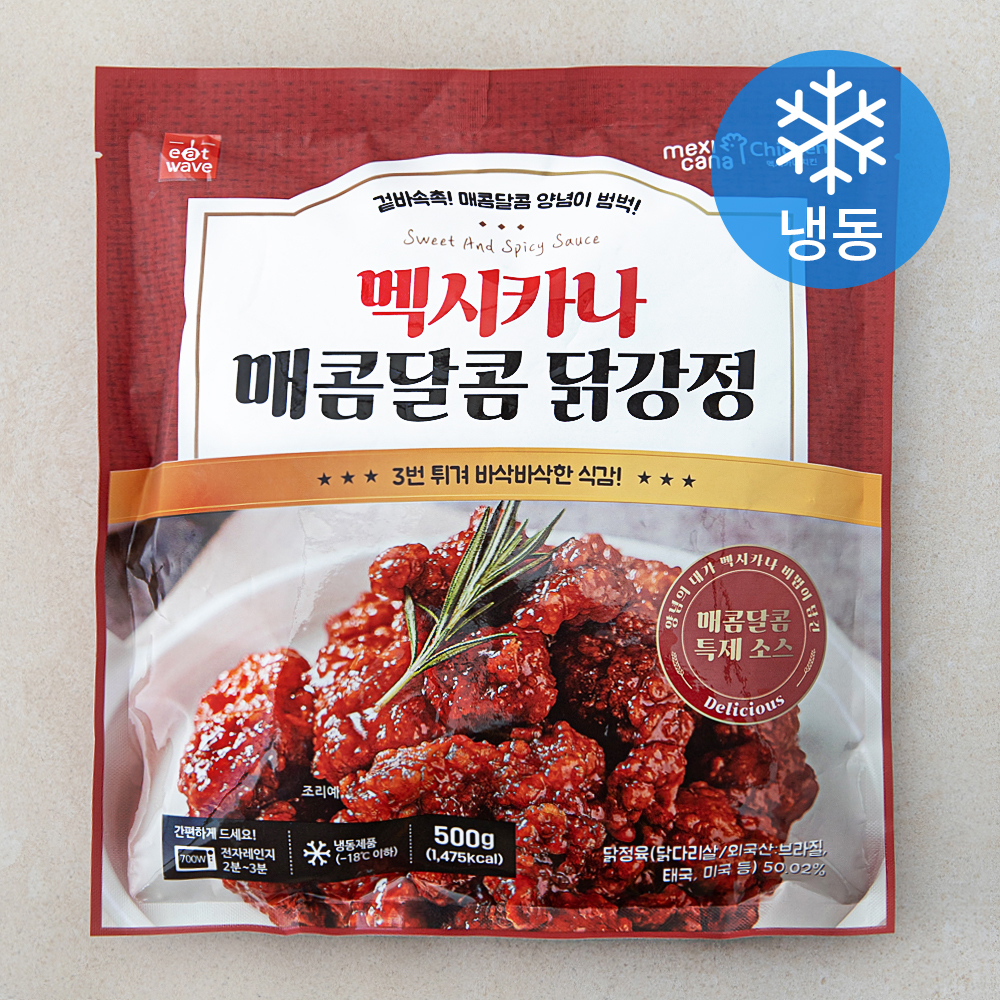 eat
wave
mexi
cana
냉동
겉바속촉! 매콤달콤 양념이 범벅!
Sweet And Spicy Sauce
멕시카나
매콤달콤 닭강정
★★★ 3번 튀겨 바삭바삭한 식감! ★★★
양념의 대가 멕시카나 비법이 담긴
매콤달콤
특제 소스
Delicious
조리예
간편하게 드세요!
700W
전자레인지
2분~3분
냉동제품
(-18℃ 이하)
500g
(1,475kcal)
닭정육(닭다리살/외국산:브라질,
태국, 미국 등) 50.02%